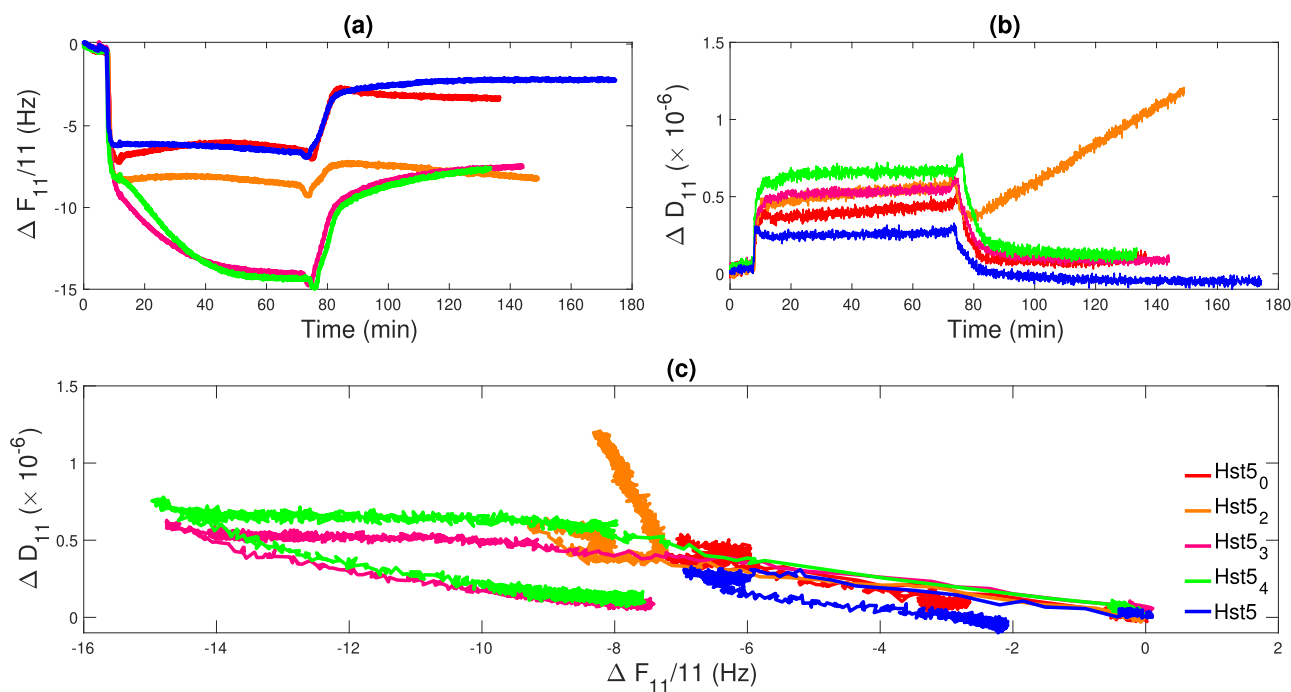 (a)
0
-5
-10
-15
0 20 40 60 80 100 120 140 160 180
Time (min)
Δ F11/11 (Hz)
(b)
1.5
1
0.5
0
0 20 40 60 80 100 120 140 160 180
Time (min)
Δ D11 (× 10-6)
(c)
1.5
1
0.5
0
-16 -14 -12 -10 -8 -6 -4 -2 0 2
Δ F11/11 (Hz)
Δ D11 (× 10-6)
Hst50
Hst52
Hst53
Hst54
Hst5